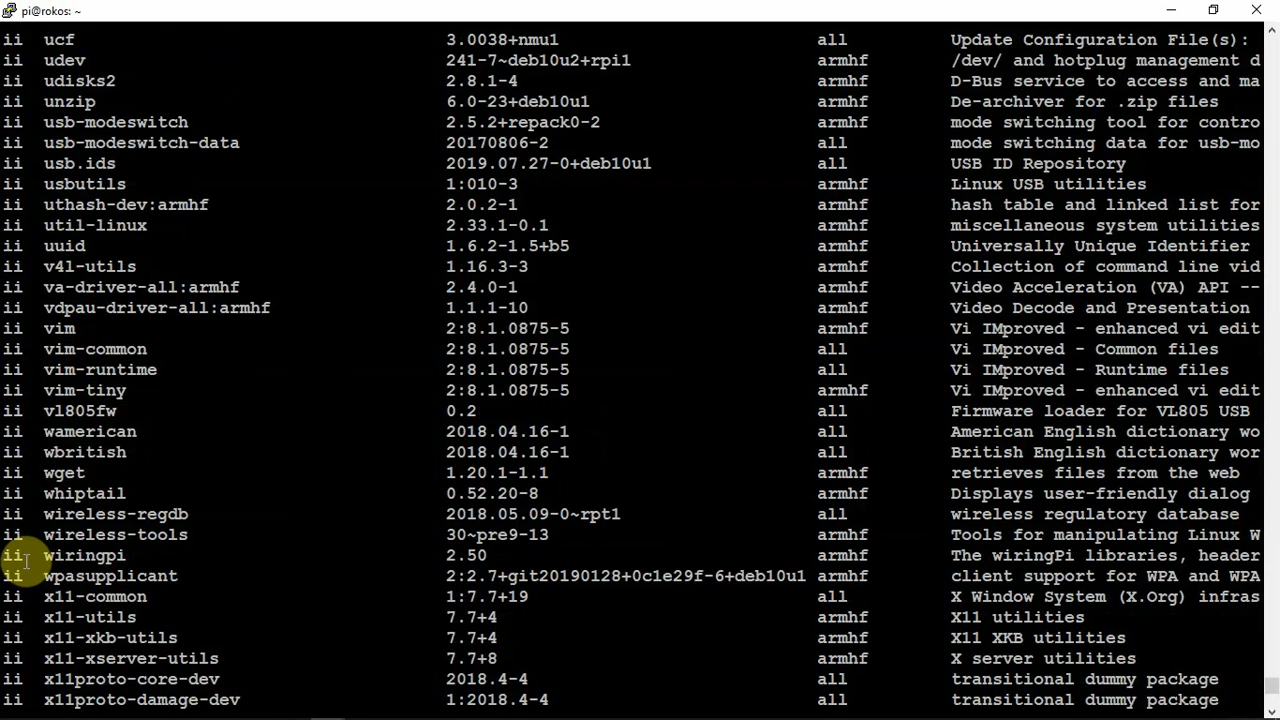 pi@rokos: ~
ii ucf 3.0038+nmu1 all Update Configuration File(s):
ii udev 241-7~deb10u2+rpi1 armhf /dev/ and hotplug management d
ii udisks2 2.8.1-4 armhf D-Bus service to access and ma
ii unzip 6.0-23+deb10u1 armhf De-archiver for .zip files
ii usb-modeswitch 2.5.2+repack0-2 armhf mode switching tool for contro
ii usb-modeswitch-data 20170806-2 all mode switching data for usb-mo
ii usb.ids 2019.07.27-0+deb10u1 all USB ID Repository
ii usbutils 1:010-3 armhf Linux USB utilities
ii uthash-dev:armhf 2.0.2-1 armhf hash table and linked list for
ii util-linux 2.33.1-0.1 armhf miscellaneous system utilities
ii uuid 1.6.2-1.5+b5 armhf Universally Unique Identifier
ii v4l-utils 1.16.3-3 armhf Collection of command line vid
ii va-driver-all:armhf 2.4.0-1 armhf Video Acceleration (VA) API --
ii vdpau-driver-all:armhf 1.1.1-10 armhf Video Decode and Presentation
ii vim 2:8.1.0875-5 armhf Vi IMproved - enhanced vi edit
ii vim-common 2:8.1.0875-5 all Vi IMproved - Common files
ii vim-runtime 2:8.1.0875-5 all Vi IMproved - Runtime files
ii vim-tiny 2:8.1.0875-5 armhf Vi IMproved - enhanced vi edit
ii vl805fw 0.2 all Firmware loader for VL805 USB
ii wamerican 2018.04.16-1 all American English dictionary wo
ii wbritish 2018.04.16-1 all British English dictionary wor
ii wget 1.20.1-1.1 armhf retrieves files from the web
ii whiptail 0.52.20-8 armhf Displays user-friendly dialog
ii wireless-regdb 2018.05.09-0~rpt1 all wireless regulatory database
ii wireless-tools 30~pre9-13 armhf Tools for manipulating Linux W
ii wiringpi 2.50 armhf The wiringPi libraries, header
ii wpasupplicant 2:2.7+git20190128+0c1e29f-6+deb10u1 armhf client support for WPA and WPA
ii x11-common 1:7.7+19 all X Window System (X.Org) infras
ii x11-utils 7.7+4 armhf X11 utilities
ii x11-xkb-utils 7.7+4 armhf X11 XKB utilities
ii x11-xserver-utils 7.7+8 armhf X server utilities
ii x11proto-core-dev 2018.4-4 all transitional dummy package
ii x11proto-damage-dev 1:2018.4-4 all transitional dummy package